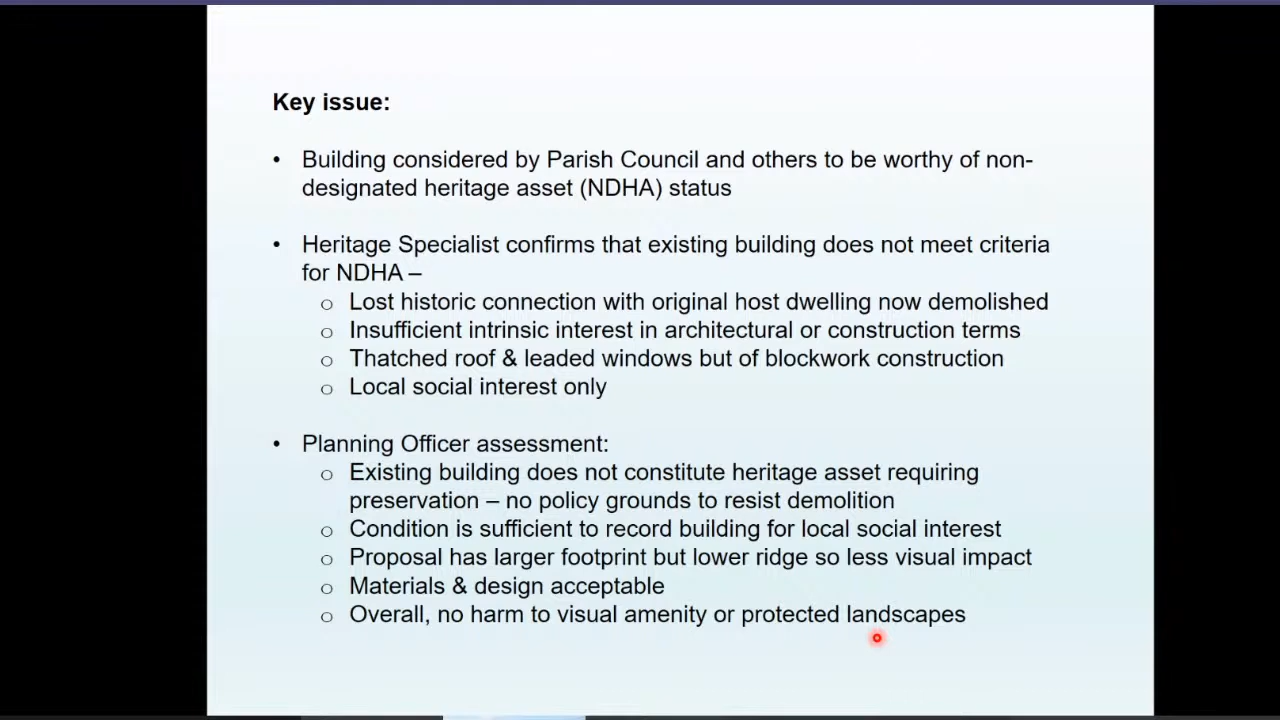 Key issue:
• Building considered by Parish Council and others to be worthy of non-
designated heritage asset (NDHA) status
• Heritage Specialist confirms that existing building does not meet criteria
for NDHA –
o Lost historic connection with original host dwelling now demolished
o Insufficient intrinsic interest in architectural or construction terms
o Thatched roof & leaded windows but of blockwork construction
o Local social interest only
• Planning Officer assessment:
o Existing building does not constitute heritage asset requiring
preservation – no policy grounds to resist demolition
o Condition is sufficient to record building for local social interest
o Proposal has larger footprint but lower ridge so less visual impact
o Materials & design acceptable
o Overall, no harm to visual amenity or protected landscapes